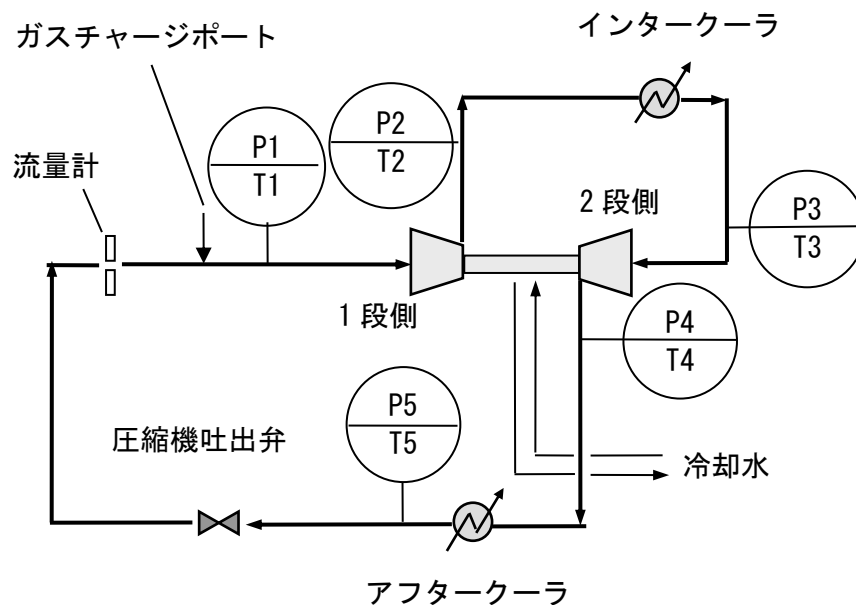 インタークーラ
ガスチャージポート
P1
T1
P2
T2
流量計
2 段側
P3
T3
1 段側
P4
T4
P5
T5
圧縮機吐出弁
冷却水
アフタークーラ